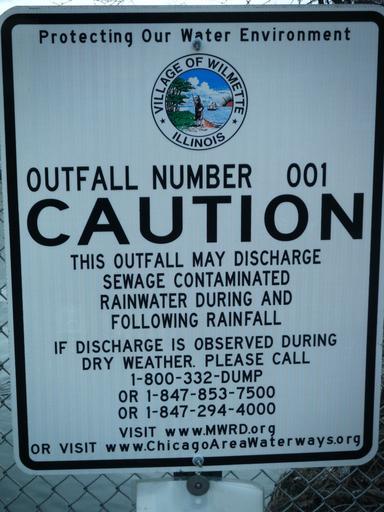 Protecting Our Water Environment
VILLAGE OF WILMETTE
ILLINOIS
OUTFALL NUMBER 001
CAUTION
THIS OUTFALL MAY DISCHARGE
SEWAGE CONTAMINATED
RAINWATER DURING AND
FOLLOWING RAINFALL
IF DISCHARGE IS OBSERVED DURING
DRY WEATHER. PLEASE CALL
1-800-332-DUMP
OR 1-847-853-7500
OR 1-847-294-4000
VISIT www.MWRD.org
OR VISIT www.ChicagoAreaWaterways.org